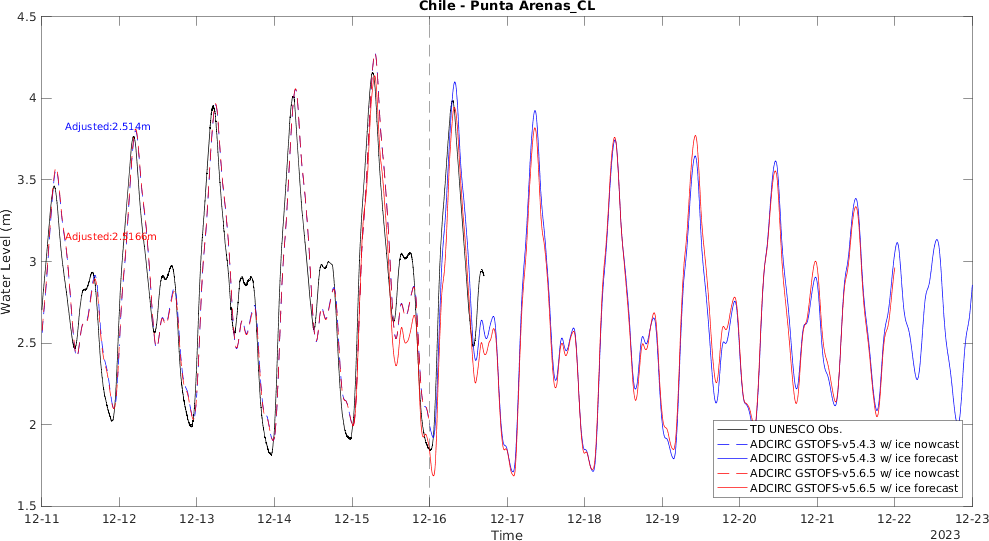 Chile - Punta Arenas_CL
Water Level (m)
4.5
4
3.5
3
2.5
2
1.5
Adjusted:2.514m
Adjusted:2.5166m
TD UNESCO Obs.
ADCIRC GSTOFS-v5.4.3 w/ ice nowcast
ADCIRC GSTOFS-v5.4.3 w/ ice forecast
ADCIRC GSTOFS-v5.6.5 w/ ice nowcast
ADCIRC GSTOFS-v5.6.5 w/ ice forecast
12-11 12-12 12-13 12-14 12-15 12-16 12-17 12-18 12-19 12-20 12-21 12-22 12-23
Time
2023